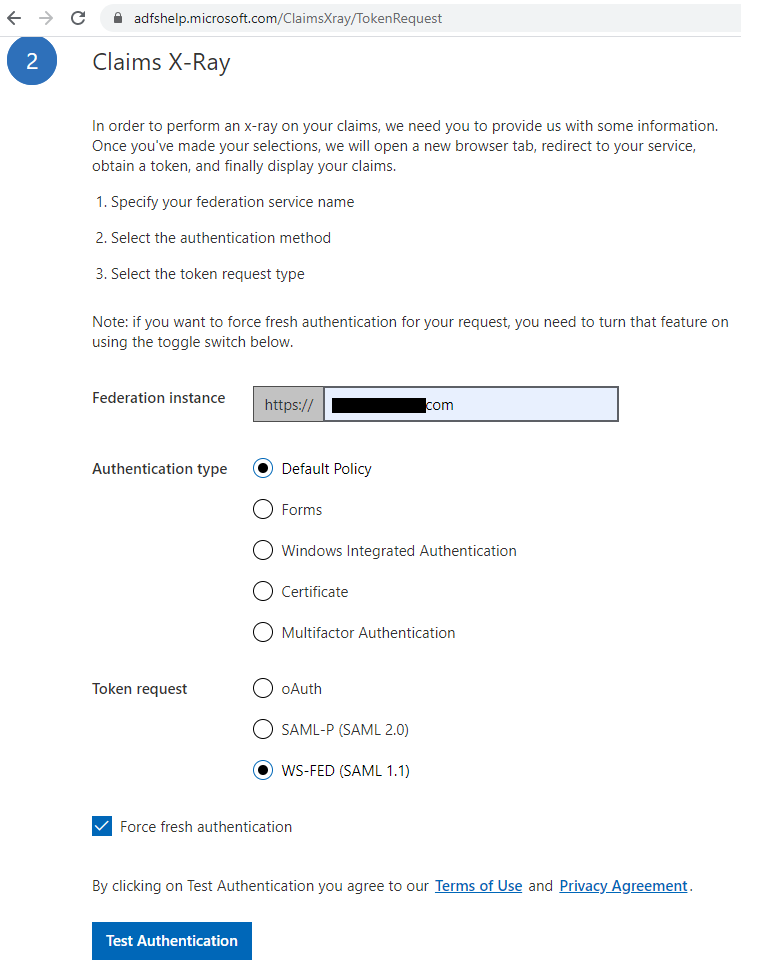 adfshelp.microsoft.com/ClaimsXray/TokenRequest
2
Claims X-Ray
In order to perform an x-ray on your claims, we need you to provide us with some information.
Once you've made your selections, we will open a new browser tab, redirect to your service,
obtain a token, and finally display your claims.
1. Specify your federation service name
2. Select the authentication method
3. Select the token request type
Note: if you want to force fresh authentication for your request, you need to turn that feature on
using the toggle switch below.
Federation instance
https://
com
Authentication type
Default Policy
Forms
Windows Integrated Authentication
Certificate
Multifactor Authentication
Token request
oAuth
SAML-P (SAML 2.0)
WS-FED (SAML 1.1)
Force fresh authentication
By clicking on Test Authentication you agree to our Terms of Use and Privacy Agreement.
Test Authentication